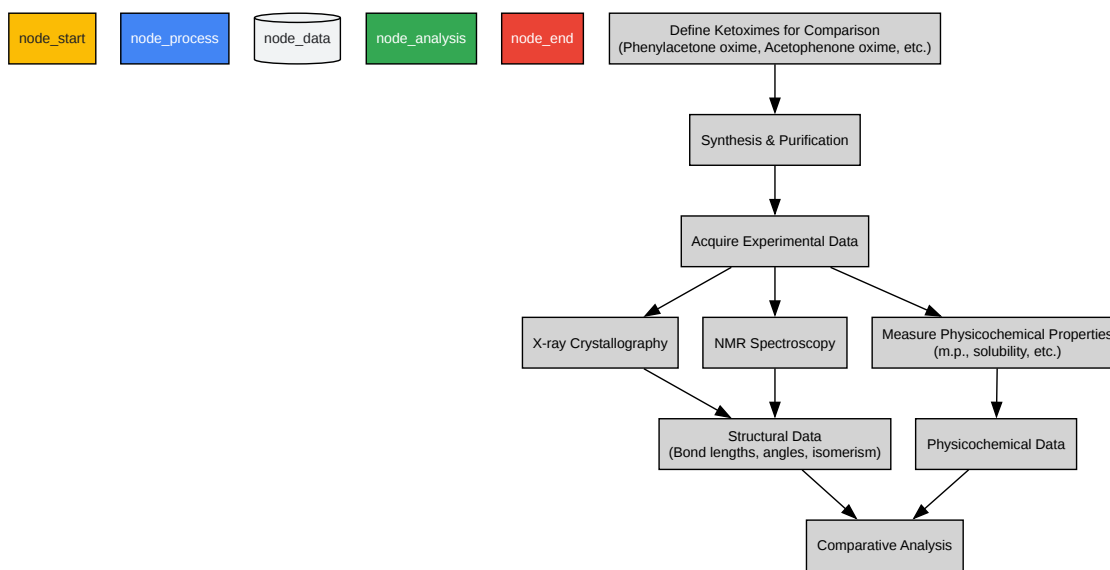 node_start
node_process
node_data
node_analysis
node_end
Define Ketoximes for Comparison
(Phenylacetone oxime, Acetophenone oxime, etc.)
Synthesis & Purification
Acquire Experimental Data
X-ray Crystallography
NMR Spectroscopy
Measure Physicochemical Properties
(m.p., solubility, etc.)
Structural Data
(Bond lengths, angles, isomerism)
Physicochemical Data
Comparative Analysis